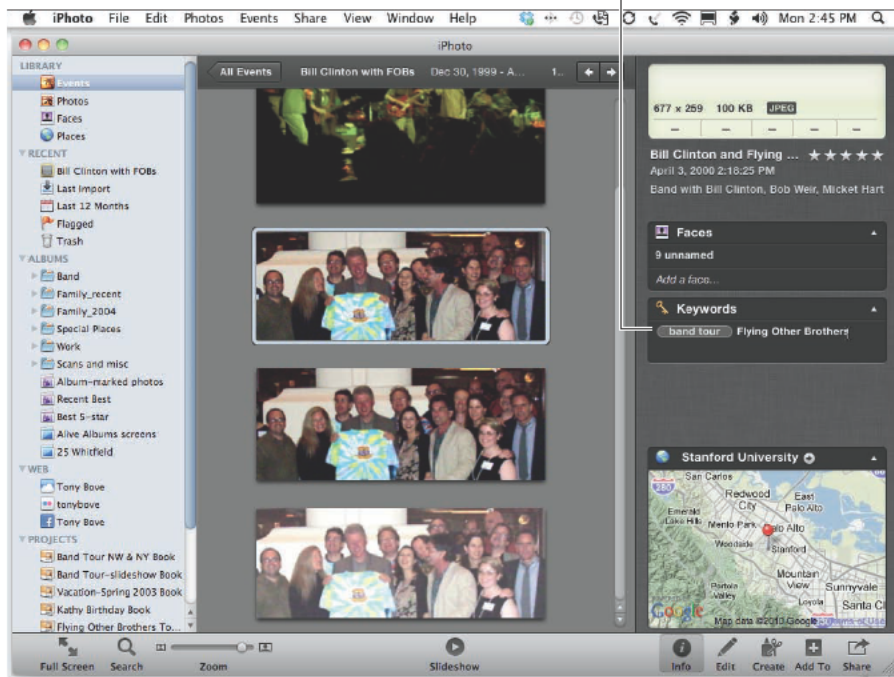 iPhoto File Edit Photos Events Share View Window Help Mon 2:45 PM
iPhoto
LIBRARY
Events
Photos
Faces
Places
RECENT
Bill Clinton with FOBs
Last Import
Last 12 Months
Flagged
Trash
ALBUMS
Band
Family_recent
Family_2004
Special Places
Work
Scans and misc
Album-marked photos
Recent Best
Best 5-star
Alive Albums screens
25 Whitfield
WEB
Tony Bove
tonybove
Tony Bove
PROJECTS
Band Tour NW & NY Book
Band Tour-slideshow Book
Vacation-Spring 2003 Book
Kathy Birthday Book
Flying Other Brothers To...
All Events Bill Clinton with FOBs Dec 30, 1999 - A... 1..
677 x 259 100 KB JPEG
Bill Clinton and Flying ... ★★★★★
April 3, 2000 2:18:25 PM
Band with Bill Clinton, Bob Weir, Micket Hart
Faces
9 unnamed
Add a face...
Keywords
band tour Flying Other Brothers
Stanford University
San Carlos
280
Redwood City
East Palo Alto
Emerald Lake Hills
Menlo Park
Palo Alto
Woodside
Stanford
Mountain View
Sunnyvale
Portola Valley
Loyola
Santa Cl
Google
Map data ©2010 Google - Terms of Use
Full Screen Search Zoom Slideshow Info Edit Create Add To Share